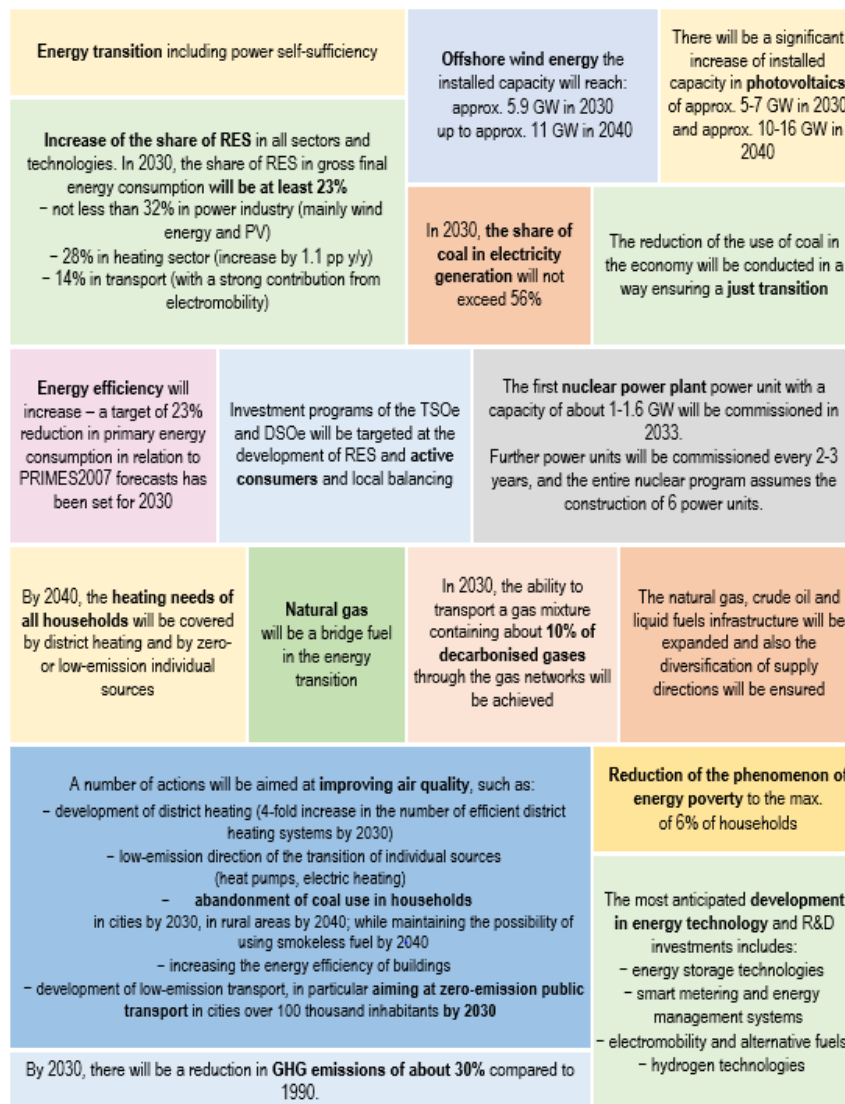 Energy transition including power self-sufficiency
Offshore wind energy the
installed capacity will reach:
approx. 5.9 GW in 2030
up to approx. 11 GW in 2040
There will be a significant
increase of installed
capacity in photovoltaics
of approx. 5-7 GW in 2030
and approx. 10-16 GW in
2040
Increase of the share of RES in all sectors and
technologies. In 2030, the share of RES in gross final
energy consumption will be at least 23%
− not less than 32% in power industry (mainly wind
energy and PV)
− 28% in heating sector (increase by 1.1 pp y/y)
− 14% in transport (with a strong contribution from
electromobility)
In 2030, the share of
coal in electricity
generation will not
exceed 56%
The reduction of the use of coal in
the economy will be conducted in a
way ensuring a just transition
Energy efficiency will
increase – a target of 23%
reduction in primary energy
consumption in relation to
PRIMES2007 forecasts has
been set for 2030
Investment programs of the TSOe
and DSOe will be targeted at the
development of RES and active
consumers and local balancing
The first nuclear power plant power unit with a
capacity of about 1-1.6 GW will be commissioned in
2033.
Further power units will be commissioned every 2-3
years, and the entire nuclear program assumes the
construction of 6 power units.
By 2040, the heating needs of
all households will be covered
by district heating and by zero-
or low-emission individual
sources
Natural gas
will be a bridge fuel
in the energy
transition
In 2030, the ability to
transport a gas mixture
containing about 10% of
decarbonised gases
through the gas networks will
be achieved
The natural gas, crude oil and
liquid fuels infrastructure will be
expanded and also the
diversification of supply
directions will be ensured
A number of actions will be aimed at improving air quality, such as:
− development of district heating (4-fold increase in the number of efficient district
heating systems by 2030)
− low-emission direction of the transition of individual sources
(heat pumps, electric heating)
− abandonment of coal use in households
in cities by 2030, in rural areas by 2040; while maintaining the possibility of
using smokeless fuel by 2040
− increasing the energy efficiency of buildings
− development of low-emission transport, in particular aiming at zero-emission public
transport in cities over 100 thousand inhabitants by 2030
Reduction of the phenomenon of
energy poverty to the max.
of 6% of households
The most anticipated development
in energy technology and R&D
investments includes:
− energy storage technologies
− smart metering and energy
management systems
− electromobility and alternative fuels
− hydrogen technologies
By 2030, there will be a reduction in GHG emissions of about 30% compared to
1990.